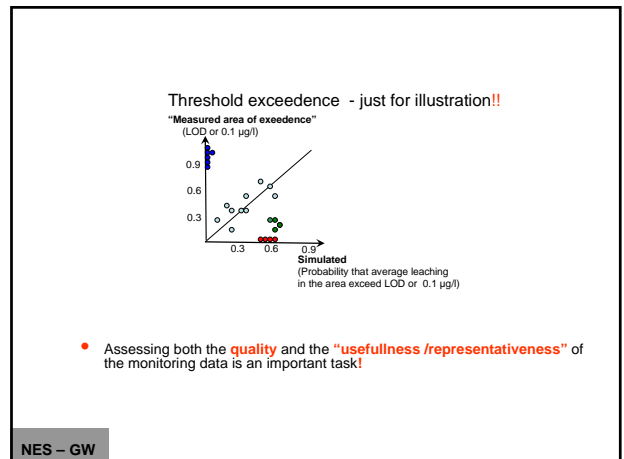 Threshold exceedence - just for illustration!!
"Measured area of exeedence"
(LOD or 0.1 µg/l)
0.9
0.6
0.3
0.3 0.6 0.9
Simulated
(Probability that average leaching
in the area exceed LOD or 0.1 µg/l)
• Assessing both the quality and the "usefullness /representativeness" of
the monitoring data is an important task!
NES – GW